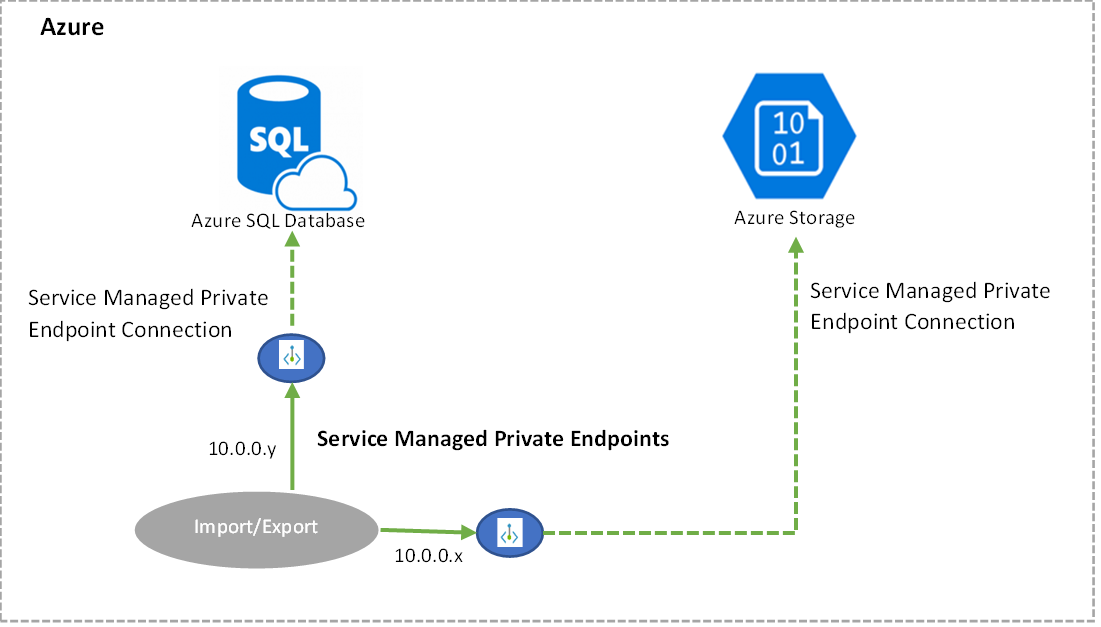 Azure
SQL
10
01
Azure SQL Database
Azure Storage
Service Managed Private
Endpoint Connection
Service Managed Private
Endpoint Connection
10.0.0.y
Service Managed Private Endpoints
Import/Export
10.0.0.x